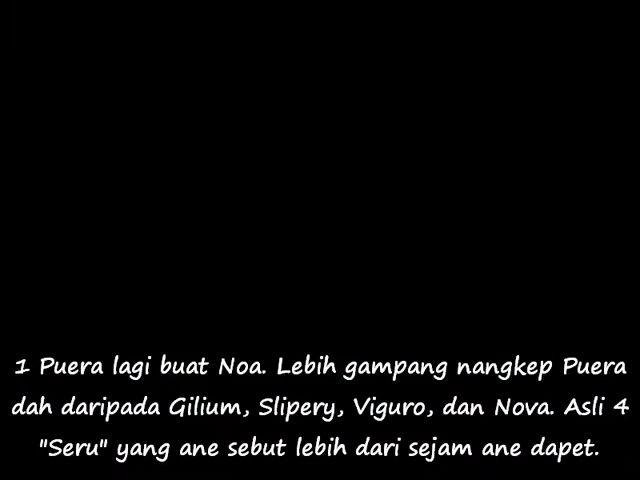 1 Puera lagi buat Noa. Lebih gampang nangkep Puera
dah daripada Gilium, Slipery, Viguro, dan Nova. Asli 4
"Seru" yang ane sebut lebih dari sejam ane dapet.